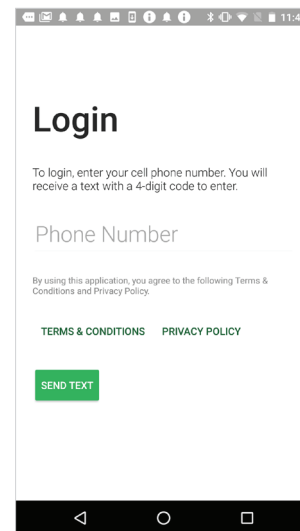 11:4
Login
To login, enter your cell phone number. You will
receive a text with a 4-digit code to enter.
Phone Number
By using this application, you agree to the following Terms &
Conditions and Privacy Policy.
TERMS & CONDITIONS PRIVACY POLICY
SEND TEXT